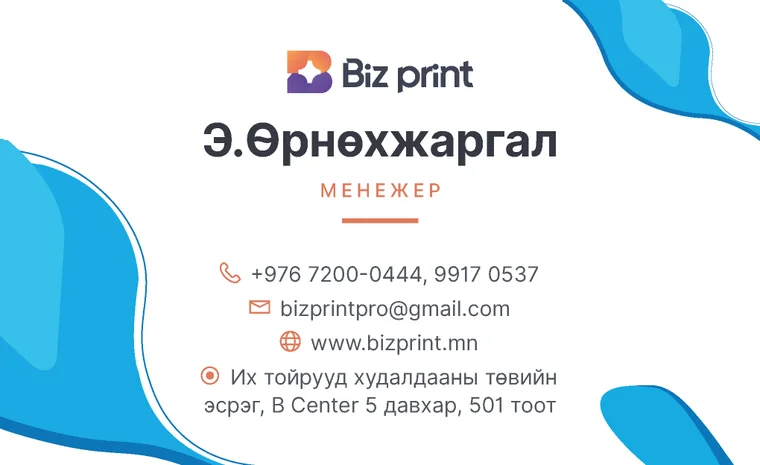 Biz print
Э.Өрнөхжаргал
МЕНЕЖЕР
+976 7200-0444, 9917 0537
bizprintpro@gmail.com
www.bizprint.mn
Их тойрууд худалдааны төвийн
эсрэг, B Center 5 давхар, 501 тоот